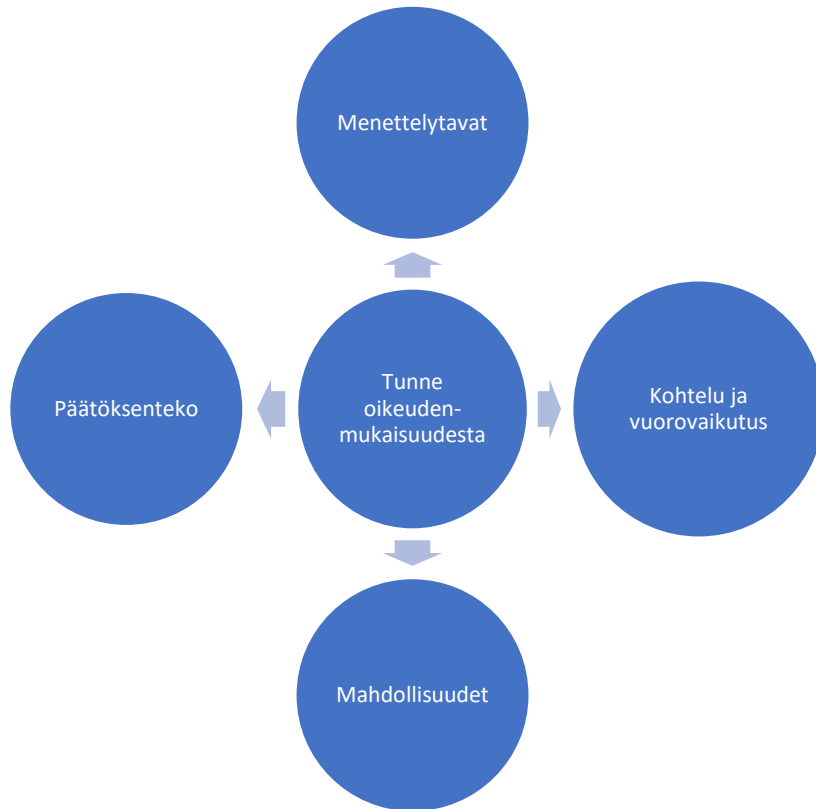 Menettelytavat
Päätöksenteko
Tunne
oikeuden-
mukaisuudesta
Kohtelu ja
vuorovaikutus
Mahdollisuudet